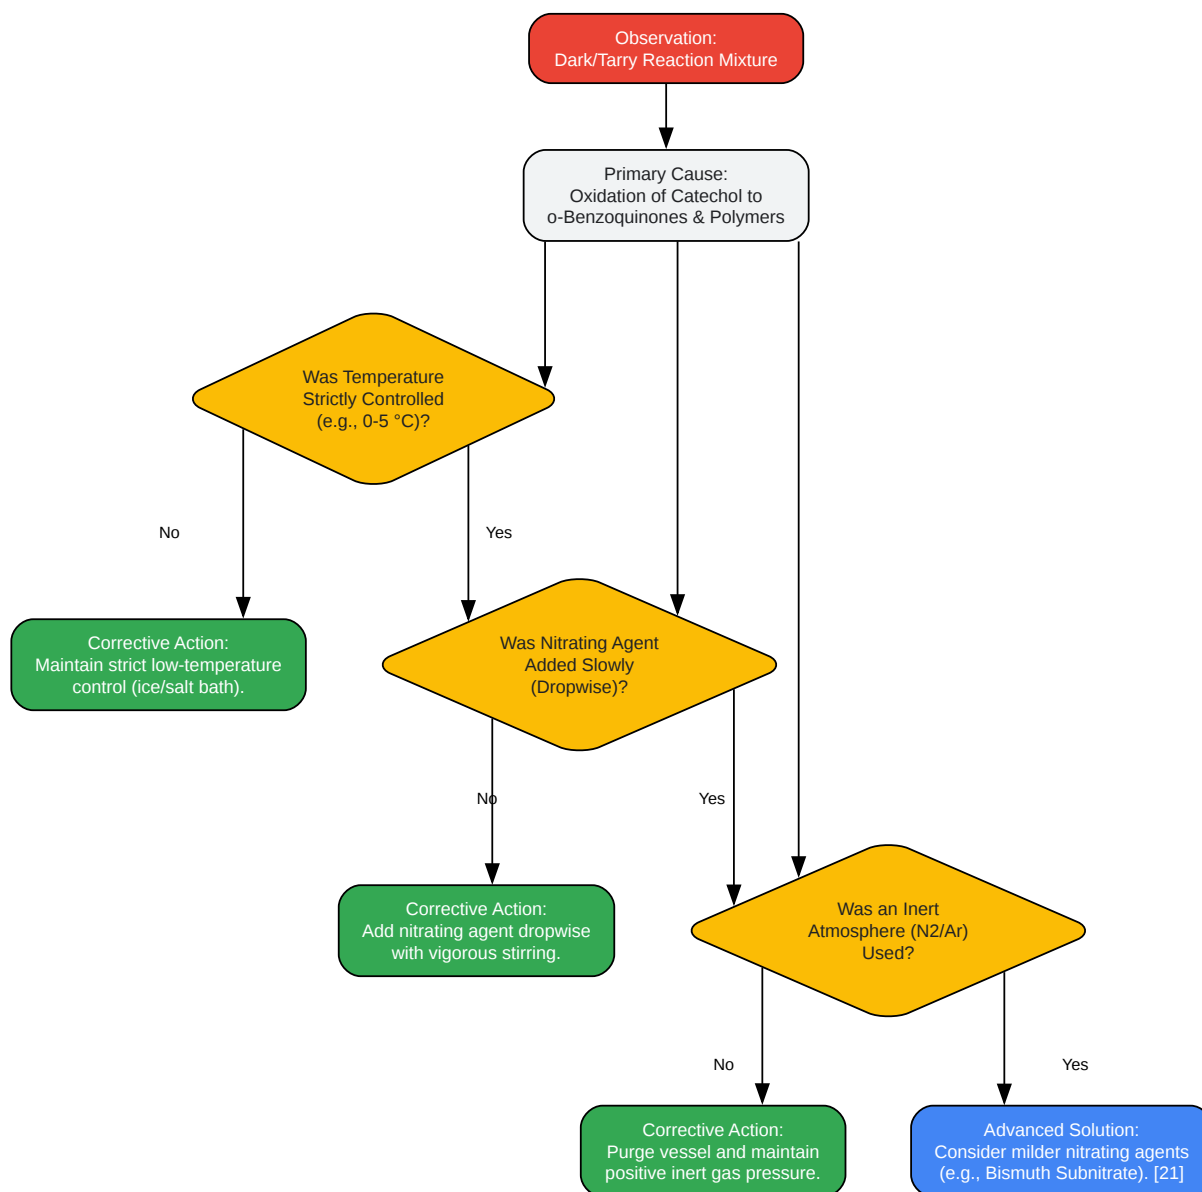 Observation:
Dark/Tarry Reaction Mixture
Primary Cause:
Oxidation of Catechol to
o-Benzoquinones & Polymers
Was Temperature
Strictly Controlled
(e.g., 0-5 °C)?
No
Yes
Corrective Action:
Maintain strict low-temperature
control (ice/salt bath).
Was Nitrating Agent
Added Slowly
(Dropwise)?
No
Yes
Corrective Action:
Add nitrating agent dropwise
with vigorous stirring.
Was an Inert
Atmosphere (N2/Ar)
Used?
No
Yes
Corrective Action:
Purge vessel and maintain
positive inert gas pressure.
Advanced Solution:
Consider milder nitrating agents
(e.g., Bismuth Subnitrate). [21]